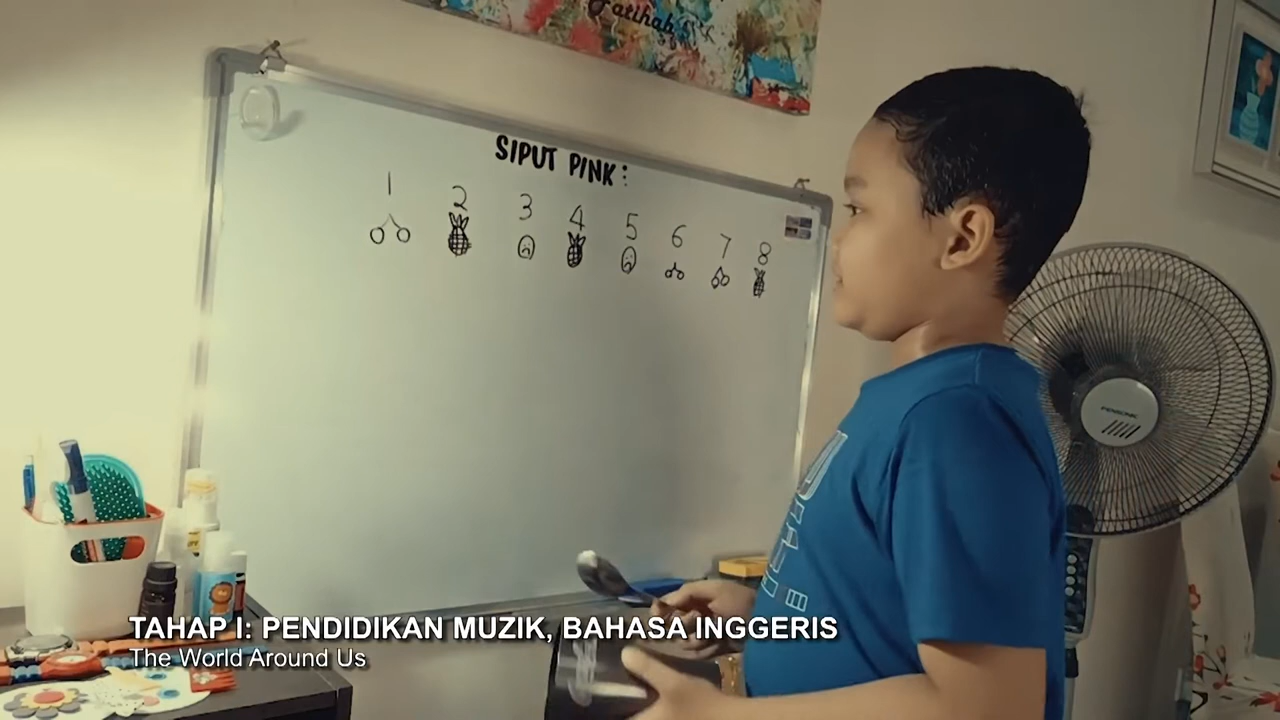 Fatihah
SIPUT PINK:
1 2 3 4 5 6 7 8
PENSONIC
TAHAP I: PENDIDIKAN MUZIK, BAHASA INGGERIS
The World Around Us